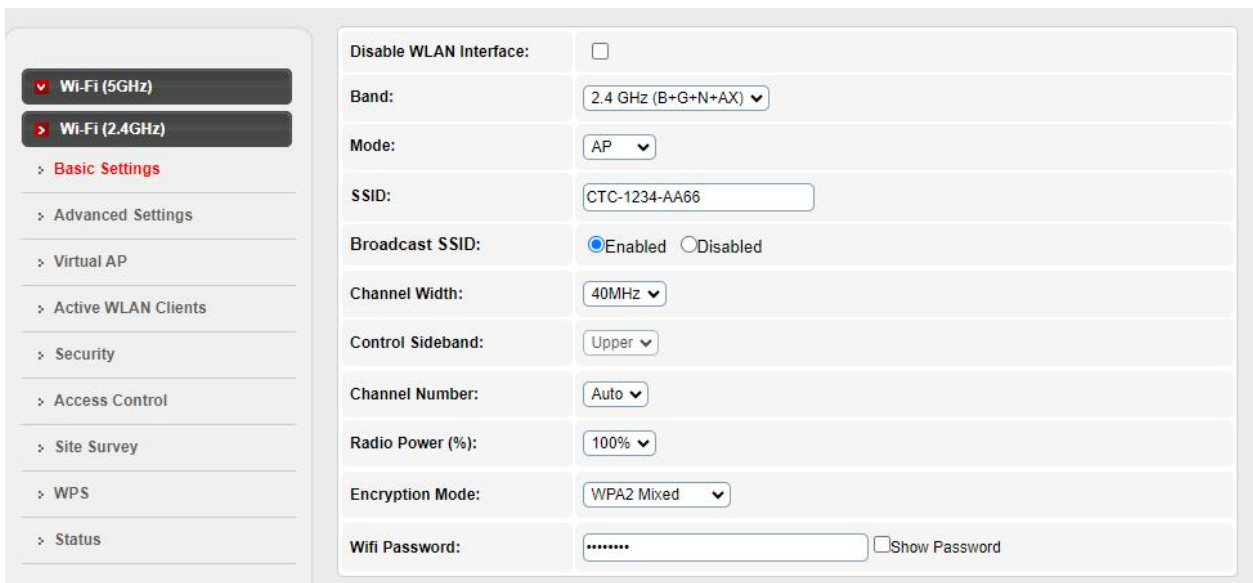 Wi-Fi (5GHz)
Wi-Fi (2.4GHz)
Basic Settings
Advanced Settings
Virtual AP
Active WLAN Clients
Security
Access Control
Site Survey
WPS
Status
Disable WLAN Interface:
Band: 2.4 GHz (B+G+N+AX)
Mode: AP
SSID: CTC-1234-AA66
Broadcast SSID: Enabled Disabled
Channel Width: 40MHz
Control Sideband: Upper
Channel Number: Auto
Radio Power (%): 100%
Encryption Mode: WPA2 Mixed
Wifi Password: •••••••• Show Password